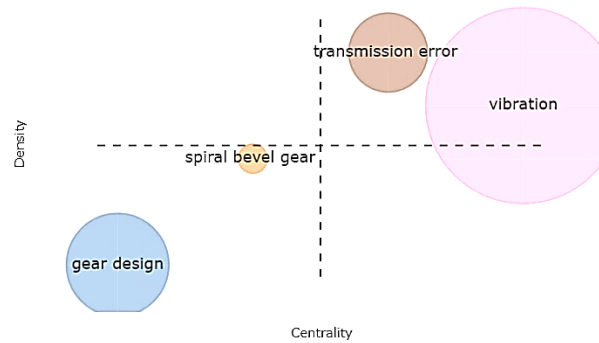 transmission error
vibration
Density
spiral bevel gear
gear design
Centrality